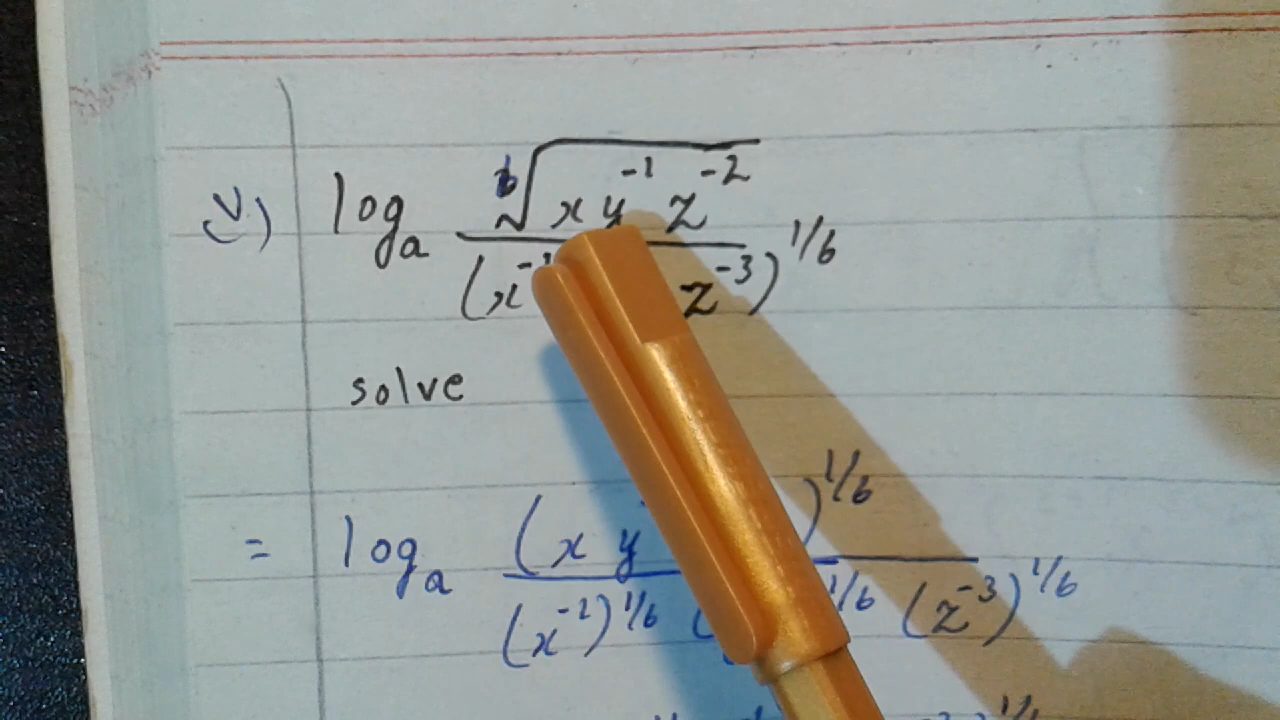 v) log_a ⁶√(x y^-1 z^-2) / (x^- z^-3)^1/6
solve
= log_a (x y )^1/6 / (x^-2)^1/6 ( ^1/6 (z^-3)^1/6